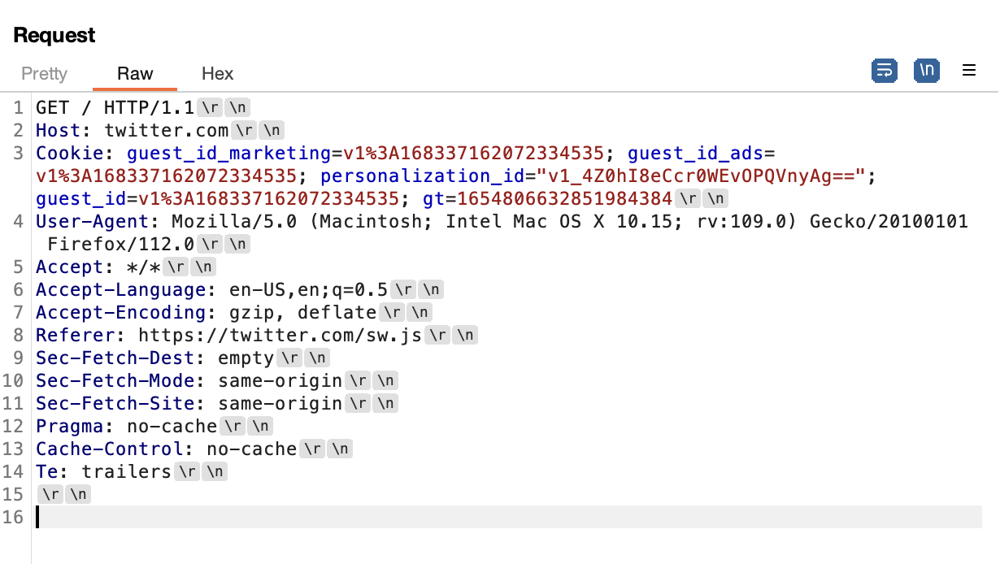 Request
Pretty Raw Hex
\n
1 GET / HTTP/1.1 \r \n
2 Host: twitter.com \r \n
3 Cookie: guest_id_marketing=v1%3A168337162072334535; guest_id_ads=
v1%3A168337162072334535; personalization_id="v1_4Z0hI8eCcr0WEvOPQVnyAg==";
guest_id=v1%3A168337162072334535; gt=1654806632851984384 \r \n
4 User-Agent: Mozilla/5.0 (Macintosh; Intel Mac OS X 10.15; rv:109.0) Gecko/20100101
Firefox/112.0 \r \n
5 Accept: */* \r \n
6 Accept-Language: en-US,en;q=0.5 \r \n
7 Accept-Encoding: gzip, deflate \r \n
8 Referer: https://twitter.com/sw.js \r \n
9 Sec-Fetch-Dest: empty \r \n
10 Sec-Fetch-Mode: same-origin \r \n
11 Sec-Fetch-Site: same-origin \r \n
12 Pragma: no-cache \r \n
13 Cache-Control: no-cache \r \n
14 Te: trailers \r \n
15 \r \n
16